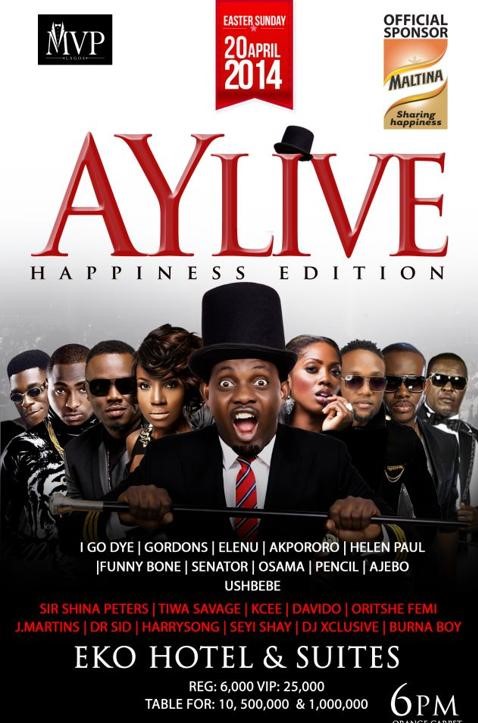 MVP
LAGOS
EASTER SUNDAY
20 APRIL
2014
OFFICIAL
SPONSOR
MALTINA
Sharing
happiness
AY LIVE
HAPPINESS EDITION
I GO DYE | GORDONS | ELENU | AKPORORO | HELEN PAUL
|FUNNY BONE | SENATOR | OSAMA | PENCIL | AJEBO
USHBEBE
SIR SHINA PETERS | TIWA SAVAGE | KCEE | DAVIDO | ORITSHE FEMI
J.MARTINS | DR SID | HARRYSONG | SEYI SHAY | DJ XCLUSIVE | BURNA BOY
EKO HOTEL & SUITES
REG: 6,000 VIP: 25,000
TABLE FOR: 10, 500,000 & 1,000,000
6PM
ORANGE CARPET